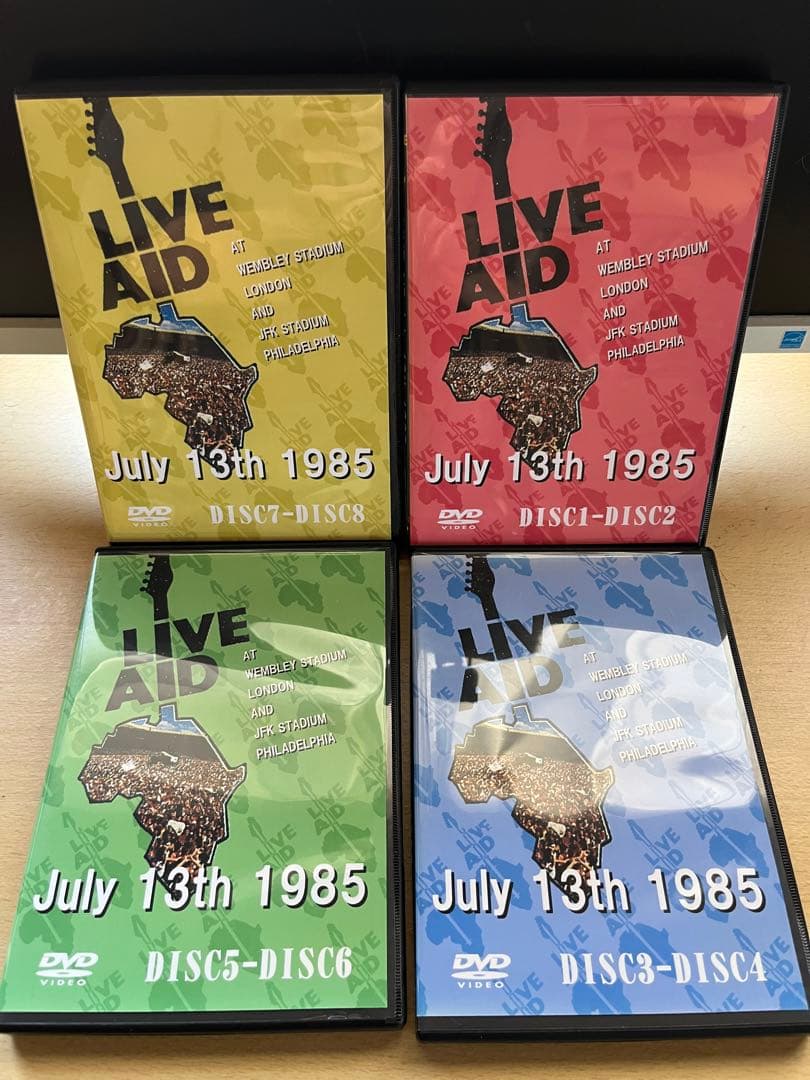 LIVE
AID
AT
WEMBLEY STADIUM
LONDON
AND
JFK STADIUM
PHILADELPHIA
July 13th 1985
DVD
VIDEO
DISC7-DISC8
LIVE
AID
AT
WEMBLEY STADIUM
LONDON
AND
JFK STADIUM
PHILADELPHIA
July 13th 1985
DVD
VIDEO
DISC1-DISC2
LIVE
AID
AT
WEMBLEY STADIUM
LONDON
AND
JFK STADIUM
PHILADELPHIA
July 13th 1985
DVD
VIDEO
DISC5-DISC6
LIVE
AID
AT
WEMBLEY STADIUM
LONDON
AND
JFK STADIUM
PHILADELPHIA
July 13th 1985
DVD
VIDEO
DISC3-DISC4